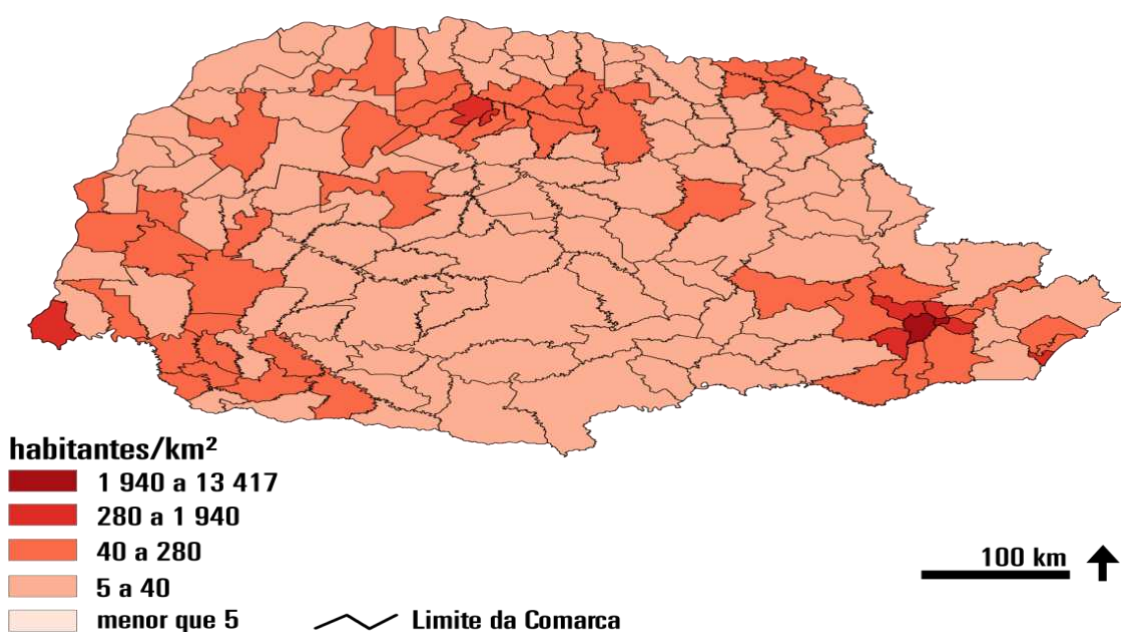 habitantes/km²
1 940 a 13 417
280 a 1 940
40 a 280
5 a 40
menor que 5
Limite da Comarca
100 km